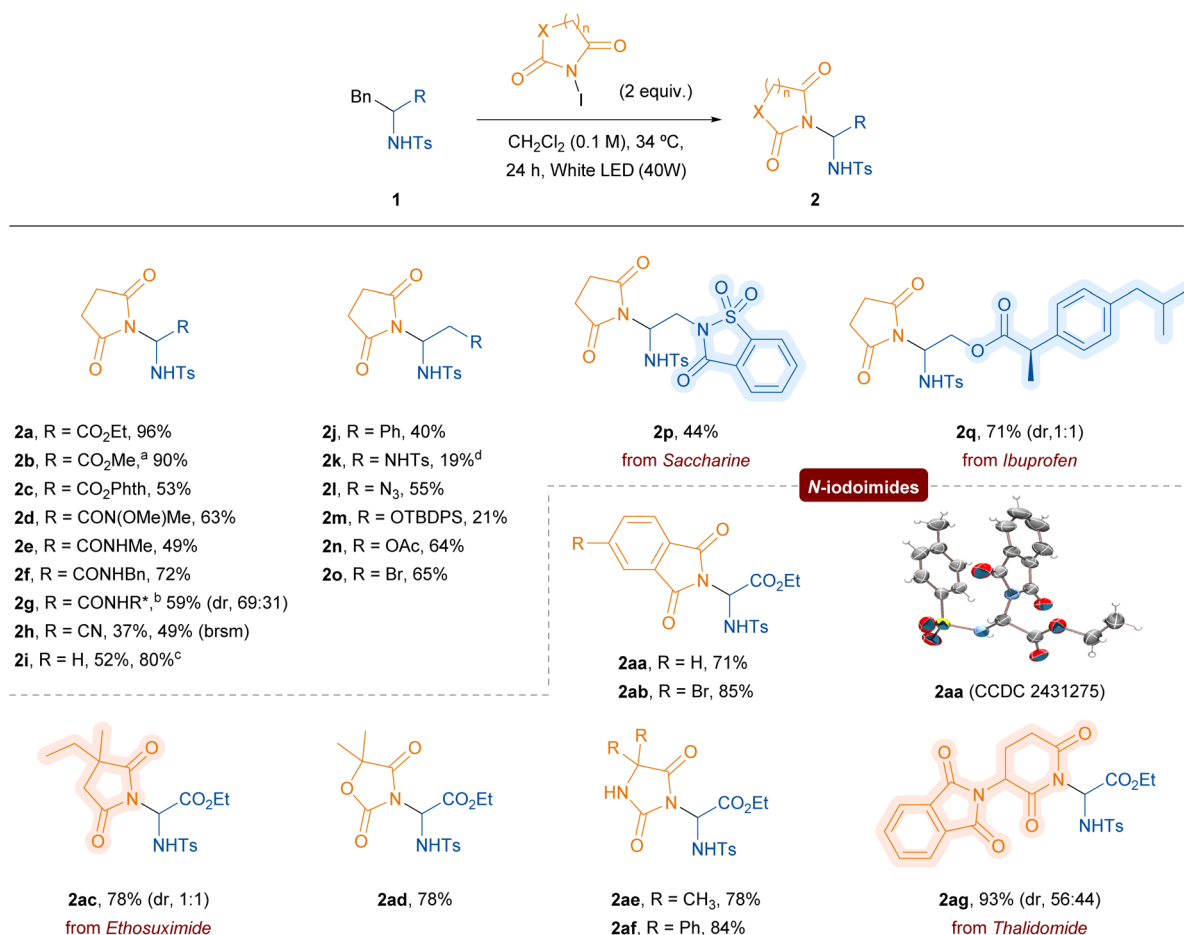 X
( )n
O
O
N
I
(2 equiv.)
Bn
R
NHTs
1
CH2Cl2 (0.1 M), 34 ºC,
24 h, White LED (40W)
( )n
O
X
N
R
O
NHTs
2
O
N
R
O
NHTs
2a, R = CO2Et, 96%
2b, R = CO2Me,a 90%
2c, R = CO2Phth, 53%
2d, R = CON(OMe)Me, 63%
2e, R = CONHMe, 49%
2f, R = CONHBn, 72%
2g, R = CONHR*,b 59% (dr, 69:31)
2h, R = CN, 37%, 49% (brsm)
2i, R = H, 52%, 80%c
O
N
R
O
NHTs
2j, R = Ph, 40%
2k, R = NHTs, 19%d
2l, R = N3, 55%
2m, R = OTBDPS, 21%
2n, R = OAc, 64%
2o, R = Br, 65%
O
O
O
S
N
N
O
NHTs
O
2p, 44%
from Saccharine
O
O
N
O
O
NHTs
2q, 71% (dr,1:1)
from Ibuprofen
N-iodoimides
R
O
N
CO2Et
O
NHTs
2aa, R = H, 71%
2ab, R = Br, 85%
2aa (CCDC 2431275)
O
N
CO2Et
O
NHTs
2ac, 78% (dr, 1:1)
from Ethosuximide
O
O
N
CO2Et
O
NHTs
2ad, 78%
R
R
O
HN
N
CO2Et
O
NHTs
2ae, R = CH3, 78%
2af, R = Ph, 84%
O
O
N
N
CO2Et
O
O
NHTs
2ag, 93% (dr, 56:44)
from Thalidomide